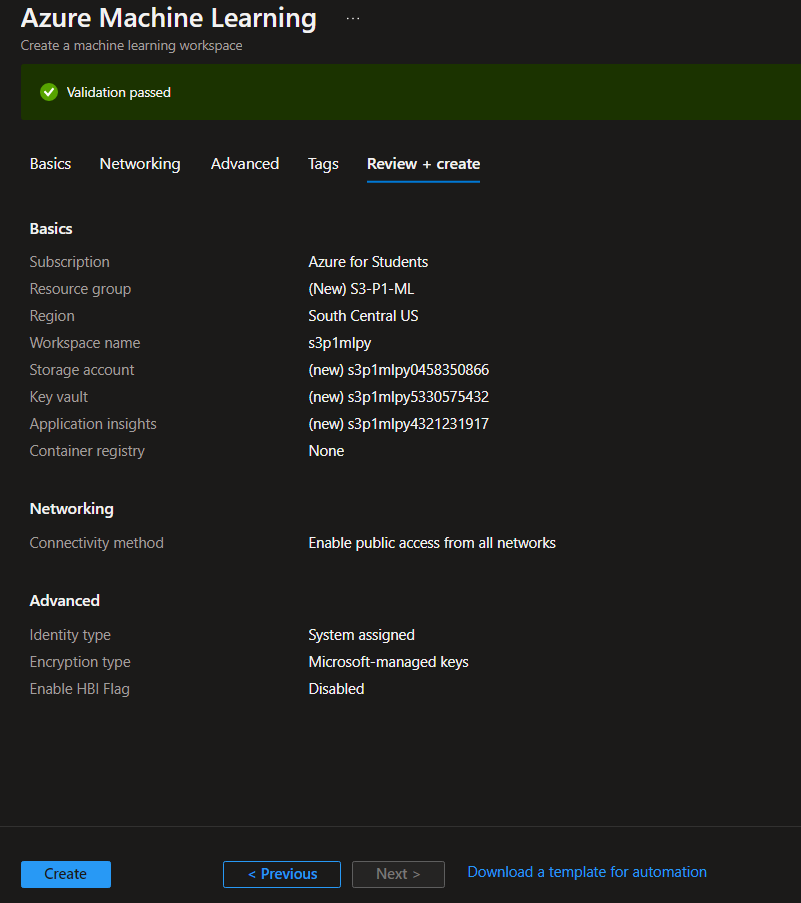 Azure Machine Learning ...
Create a machine learning workspace
Validation passed
Basics Networking Advanced Tags Review + create
Basics
Subscription Azure for Students
Resource group (New) S3-P1-ML
Region South Central US
Workspace name s3p1mlpy
Storage account (new) s3p1mlpy0458350866
Key vault (new) s3p1mlpy5330575432
Application insights (new) s3p1mlpy4321231917
Container registry None
Networking
Connectivity method Enable public access from all networks
Advanced
Identity type System assigned
Encryption type Microsoft-managed keys
Enable HBI Flag Disabled
Create < Previous Next > Download a template for automation